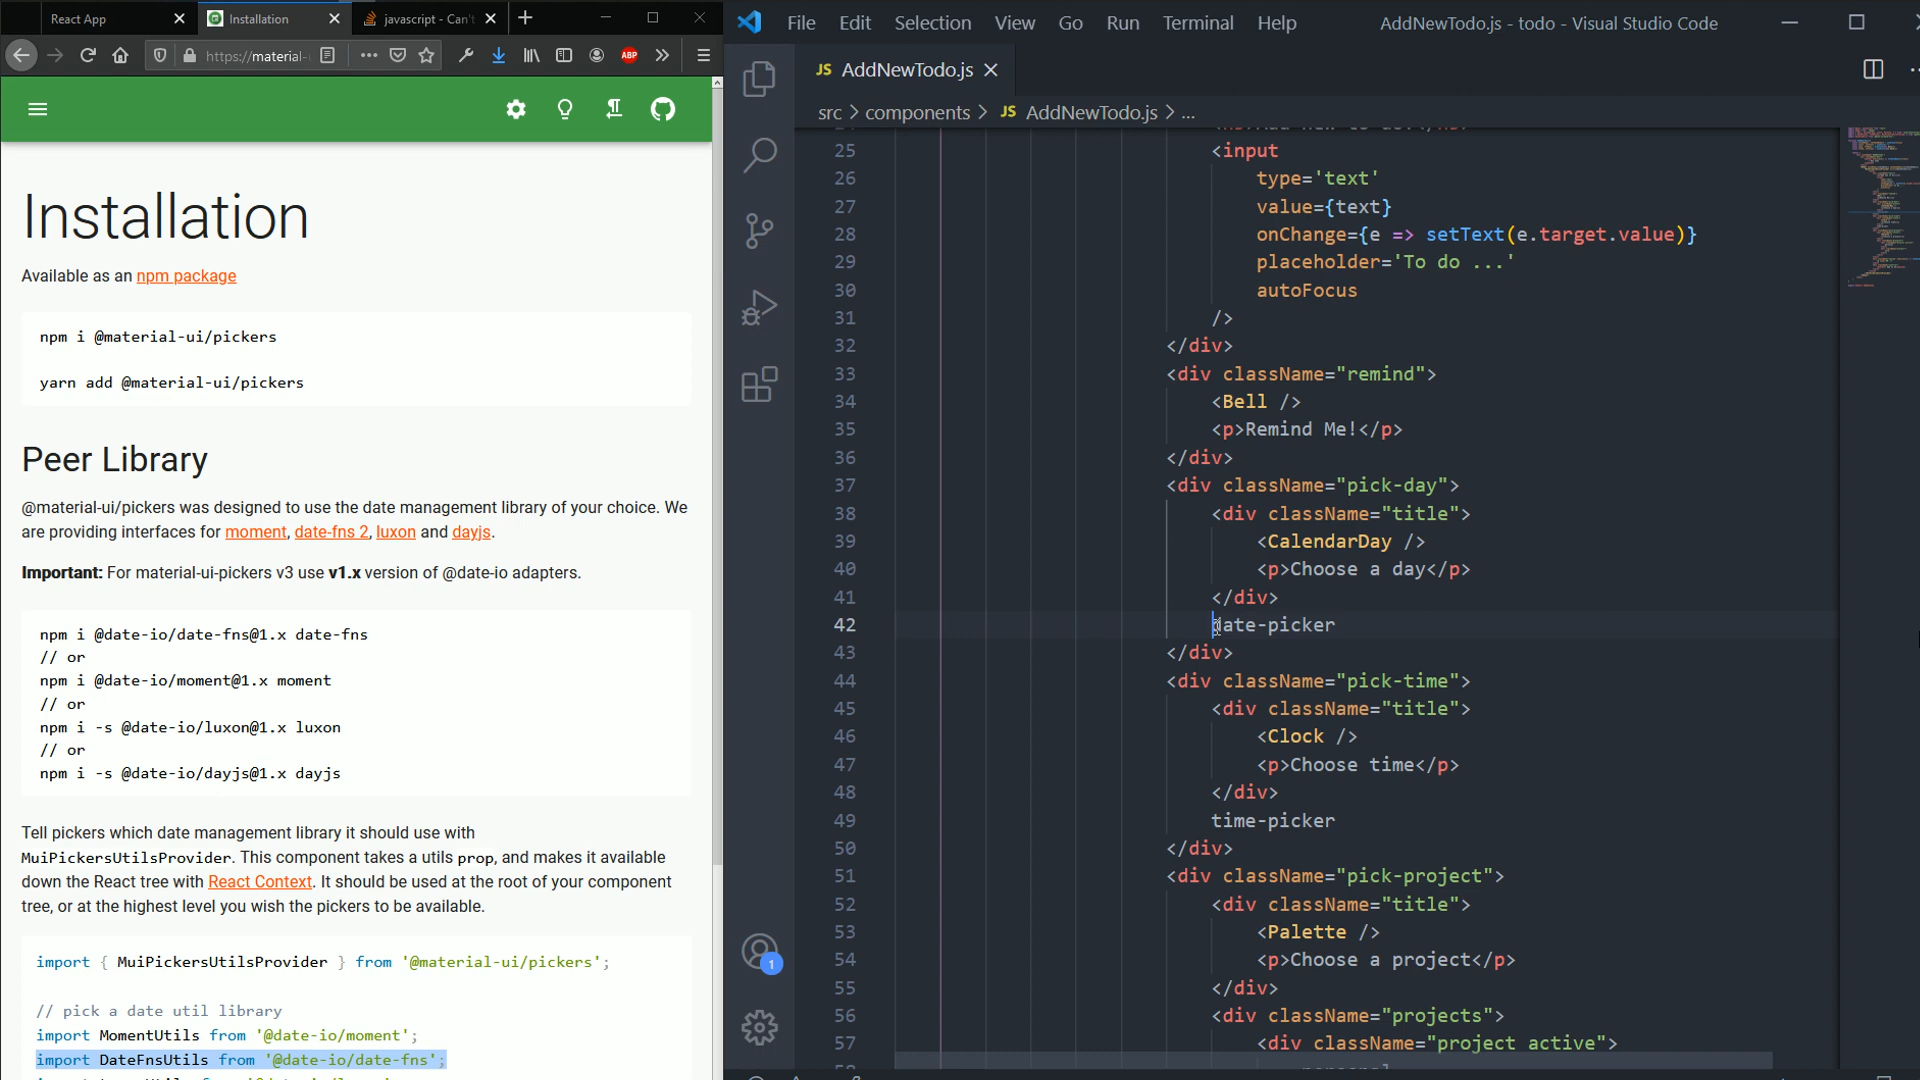 React App
Installation
javascript - Can't
https://material-
ABP
Installation
Available as an npm package
npm i @material-ui/pickers
yarn add @material-ui/pickers
Peer Library
@material-ui/pickers was designed to use the date management library of your choice. We
are providing interfaces for moment, date-fns 2, luxon and dayjs.
Important: For material-ui-pickers v3 use v1.x version of @date-io adapters.
npm i @date-io/date-fns@1.x date-fns
// or
npm i @date-io/moment@1.x moment
// or
npm i -s @date-io/luxon@1.x luxon
// or
npm i -s @date-io/dayjs@1.x dayjs
Tell pickers which date management library it should use with
MuiPickersUtilsProvider. This component takes a utils prop, and makes it available
down the React tree with React Context. It should be used at the root of your component
tree, or at the highest level you wish the pickers to be available.
import { MuiPickersUtilsProvider } from '@material-ui/pickers';
// pick a date util library
import MomentUtils from '@date-io/moment';
import DateFnsUtils from '@date-io/date-fns';
File Edit Selection View Go Run Terminal Help
AddNewTodo.js - todo - Visual Studio Code
JS AddNewTodo.js
src > components > JS AddNewTodo.js > ...
25 <input
26 type='text'
27 value={text}
28 onChange={e => setText(e.target.value)}
29 placeholder='To do ...'
30 autoFocus
31 />
32 </div>
33 <div className="remind">
34 <Bell />
35 <p>Remind Me!</p>
36 </div>
37 <div className="pick-day">
38 <div className="title">
39 <CalendarDay />
40 <p>Choose a day</p>
41 </div>
42 date-picker
43 </div>
44 <div className="pick-time">
45 <div className="title">
46 <Clock />
47 <p>Choose time</p>
48 </div>
49 time-picker
50 </div>
51 <div className="pick-project">
52 <div className="title">
53 <Palette />
54 <p>Choose a project</p>
55 </div>
56 <div className="projects">
57 <div className="project active">
1